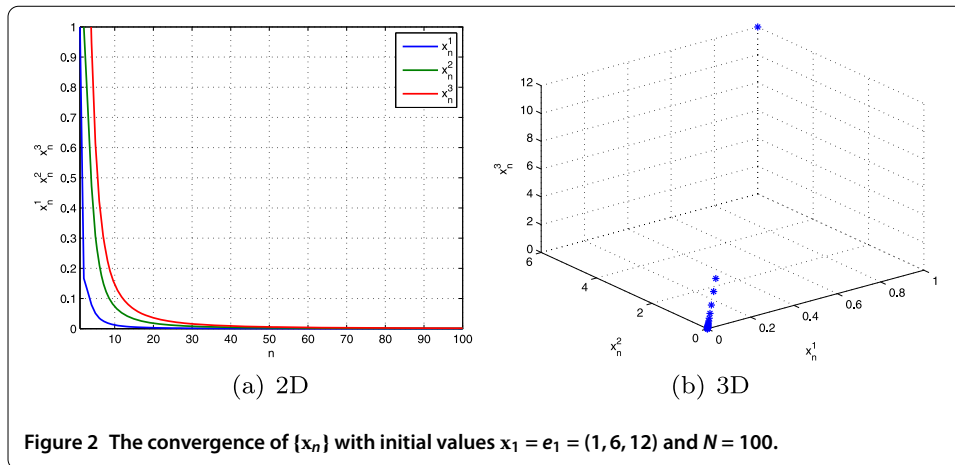 1
0.9
0.8
0.7
0.6
0.5
0.4
0.3
0.2
0.1
0
x_n^1 x_n^2 x_n^3
10 20 30 40 50 60 70 80 90 100
n
x_n^1
x_n^2
x_n^3
(a) 2D
12
10
8
6
4
2
0
x_n^3
6
4
2
0
x_n^2
0
0.2
0.4
0.6
0.8
1
x_n^1
(b) 3D
Figure 2 The convergence of {x_n} with initial values x_1 = e_1 = (1, 6, 12) and N = 100.